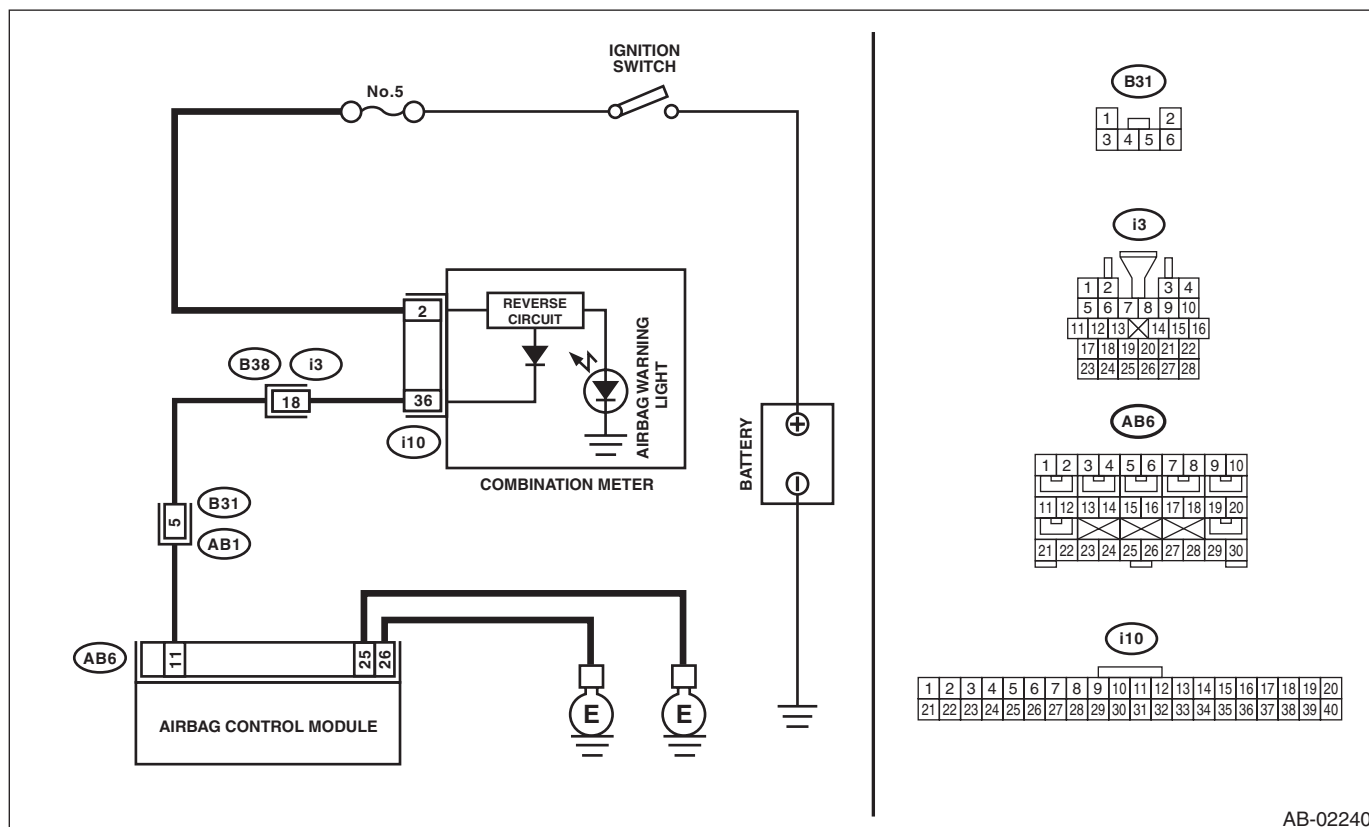 IGNITION
SWITCH
No.5
2
REVERSE
CIRCUIT
AIRBAG WARNING
LIGHT
B38 i3
18
36
i10
COMBINATION METER
BATTERY
B31
5
AB1
AB6
11
25
26
E E
AIRBAG CONTROL MODULE
B31
1 2
3 4 5 6
i3
1 2 3 4
5 6 7 8 9 10
11 12 13 14 15 16
17 18 19 20 21 22
23 24 25 26 27 28
AB6
1 2 3 4 5 6 7 8 9 10
11 12 13 14 15 16 17 18 19 20
21 22 23 24 25 26 27 28 29 30
i10
1 2 3 4 5 6 7 8 9 10 11 12 13 14 15 16 17 18 19 20
21 22 23 24 25 26 27 28 29 30 31 32 33 34 35 36 37 38 39 40
AB-02240